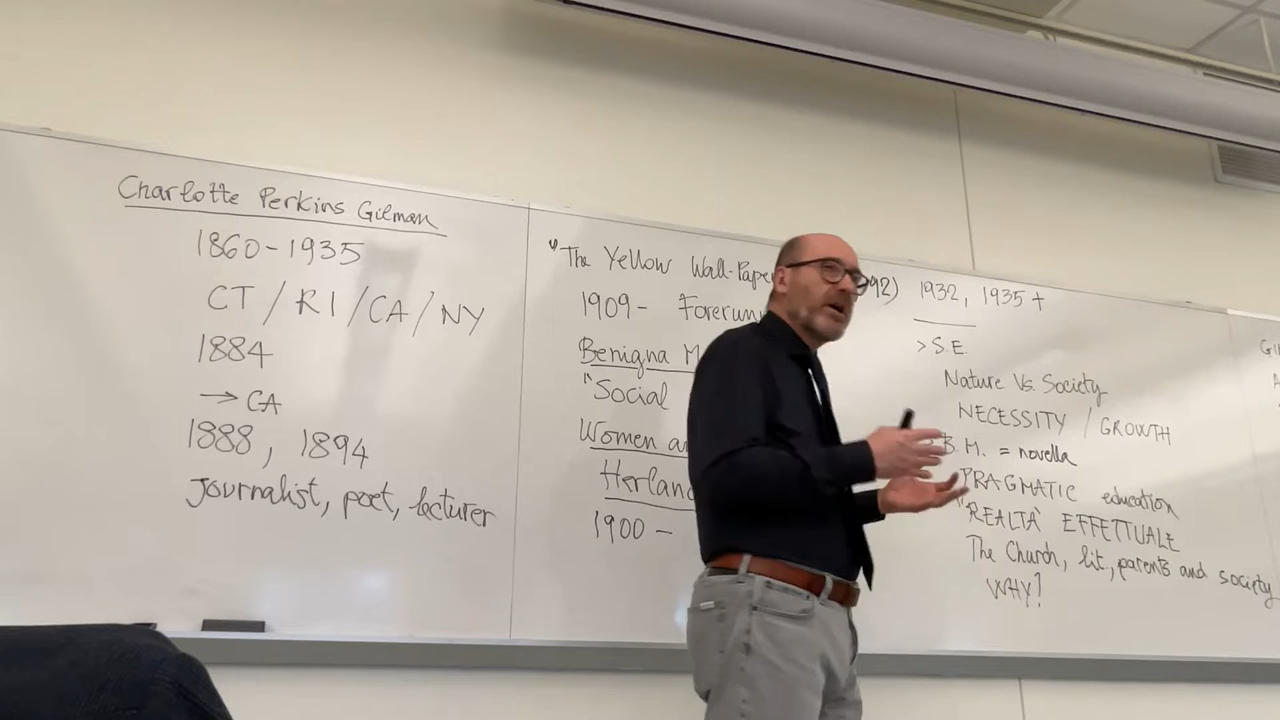 Charlotte Perkins Gilman
1860-1935
CT / RI / CA / NY
1884
→ CA
1888, 1894
Journalist, poet, lecturer
"The Yellow Wall-Pape
1909- Forerun
Benigna M
"Social
Women a
Herland
1900 -
92) 1932, 1935 +
> S.E.
Nature Vs. Society
NECESSITY / GROWTH
B.M. = novella
PRAGMATIC education
"REALTA' EFFETTUALE
The Church, lit, parents and society
WHY?